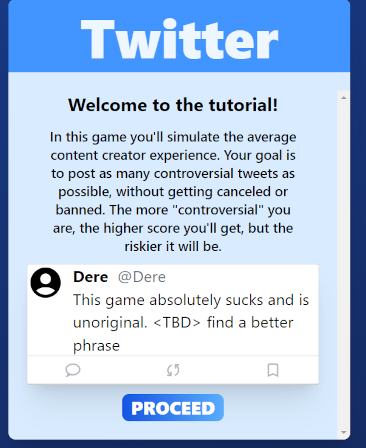 Twitter
Welcome to the tutorial!
In this game you'll simulate the average
content creator experience. Your goal is
to post as many controversial tweets as
possible, without getting canceled or
banned. The more "controversial" you
are, the higher score you'll get, but the
riskier it will be.
Dere @Dere
This game absolutely sucks and is
unoriginal. <TBD> find a better
phrase
PROCEED